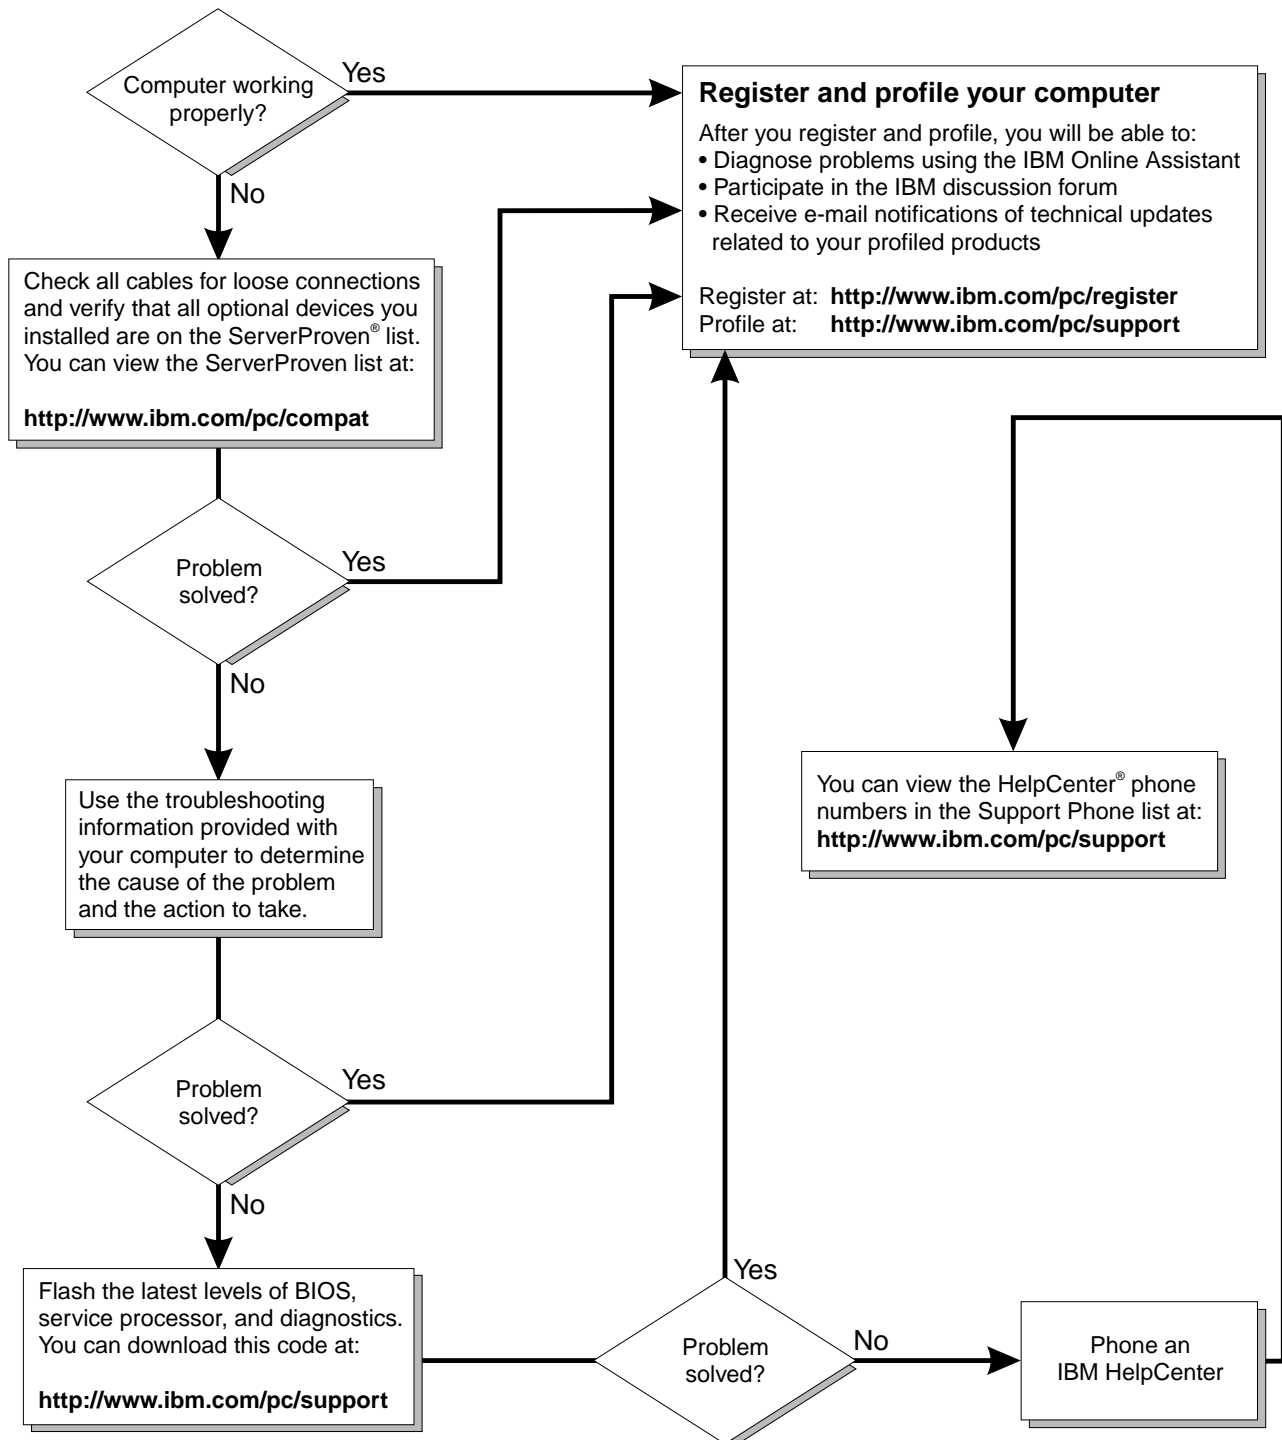 Computer working
properly?
Yes
No
Register and profile your computer
After you register and profile, you will be able to:
• Diagnose problems using the IBM Online Assistant
• Participate in the IBM discussion forum
• Receive e-mail notifications of technical updates
related to your profiled products
Register at: http://www.ibm.com/pc/register
Profile at: http://www.ibm.com/pc/support
Check all cables for loose connections
and verify that all optional devices you
installed are on the ServerProven® list.
You can view the ServerProven list at:
http://www.ibm.com/pc/compat
Problem
solved?
Yes
No
Use the troubleshooting
information provided with
your computer to determine
the cause of the problem
and the action to take.
You can view the HelpCenter® phone
numbers in the Support Phone list at:
http://www.ibm.com/pc/support
Problem
solved?
Yes
No
Flash the latest levels of BIOS,
service processor, and diagnostics.
You can download this code at:
http://www.ibm.com/pc/support
Problem
solved?
Yes
No
Phone an
IBM HelpCenter